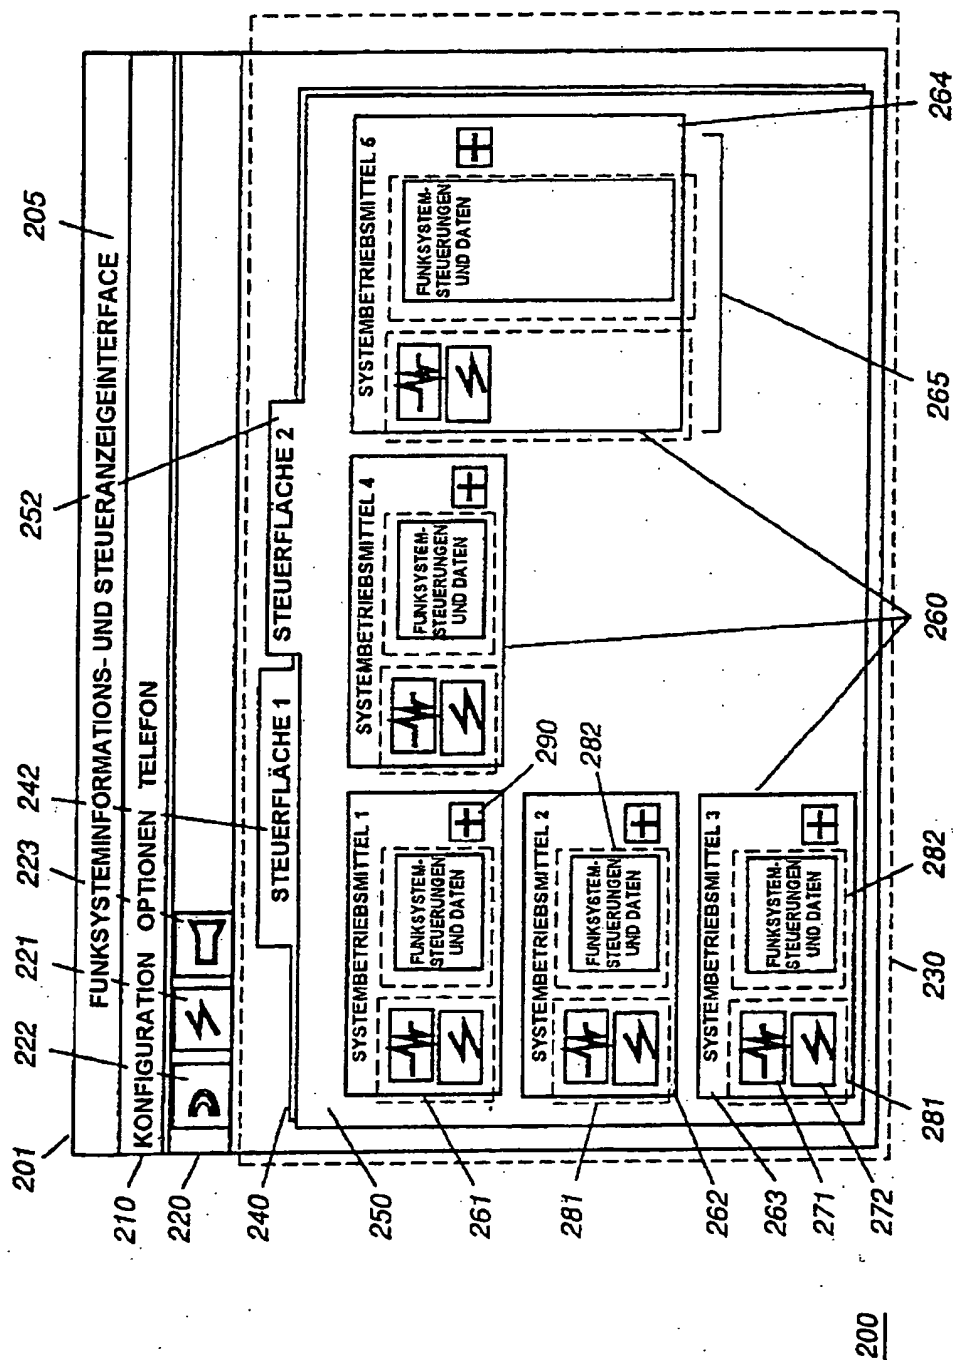 FUNKSYSTEMINFORMATIONS- UND STEUERANZEIGEINTERFACE
KONFIGURATION OPTIONEN TELEFON
STEUERFLÄCHE 1
STEUERFLÄCHE 2
SYSTEMBETRIEBSMITTEL 1
FUNKSYSTEM-
STEUERUNGEN
UND DATEN
SYSTEMBETRIEBSMITTEL 4
FUNKSYSTEM-
STEUERUNGEN
UND DATEN
SYSTEMBETRIEBSMITTEL 5
FUNKSYSTEM-
STEUERUNGEN
UND DATEN
SYSTEMBETRIEBSMITTEL 2
FUNKSYSTEM-
STEUERUNGEN
UND DATEN
SYSTEMBETRIEBSMITTEL 3
FUNKSYSTEM-
STEUERUNGEN
UND DATEN
201
222
221
223
242
252
205
210
220
240
250
261
281
262
263
271
272
281
230
282
290
282
260
265
264
200